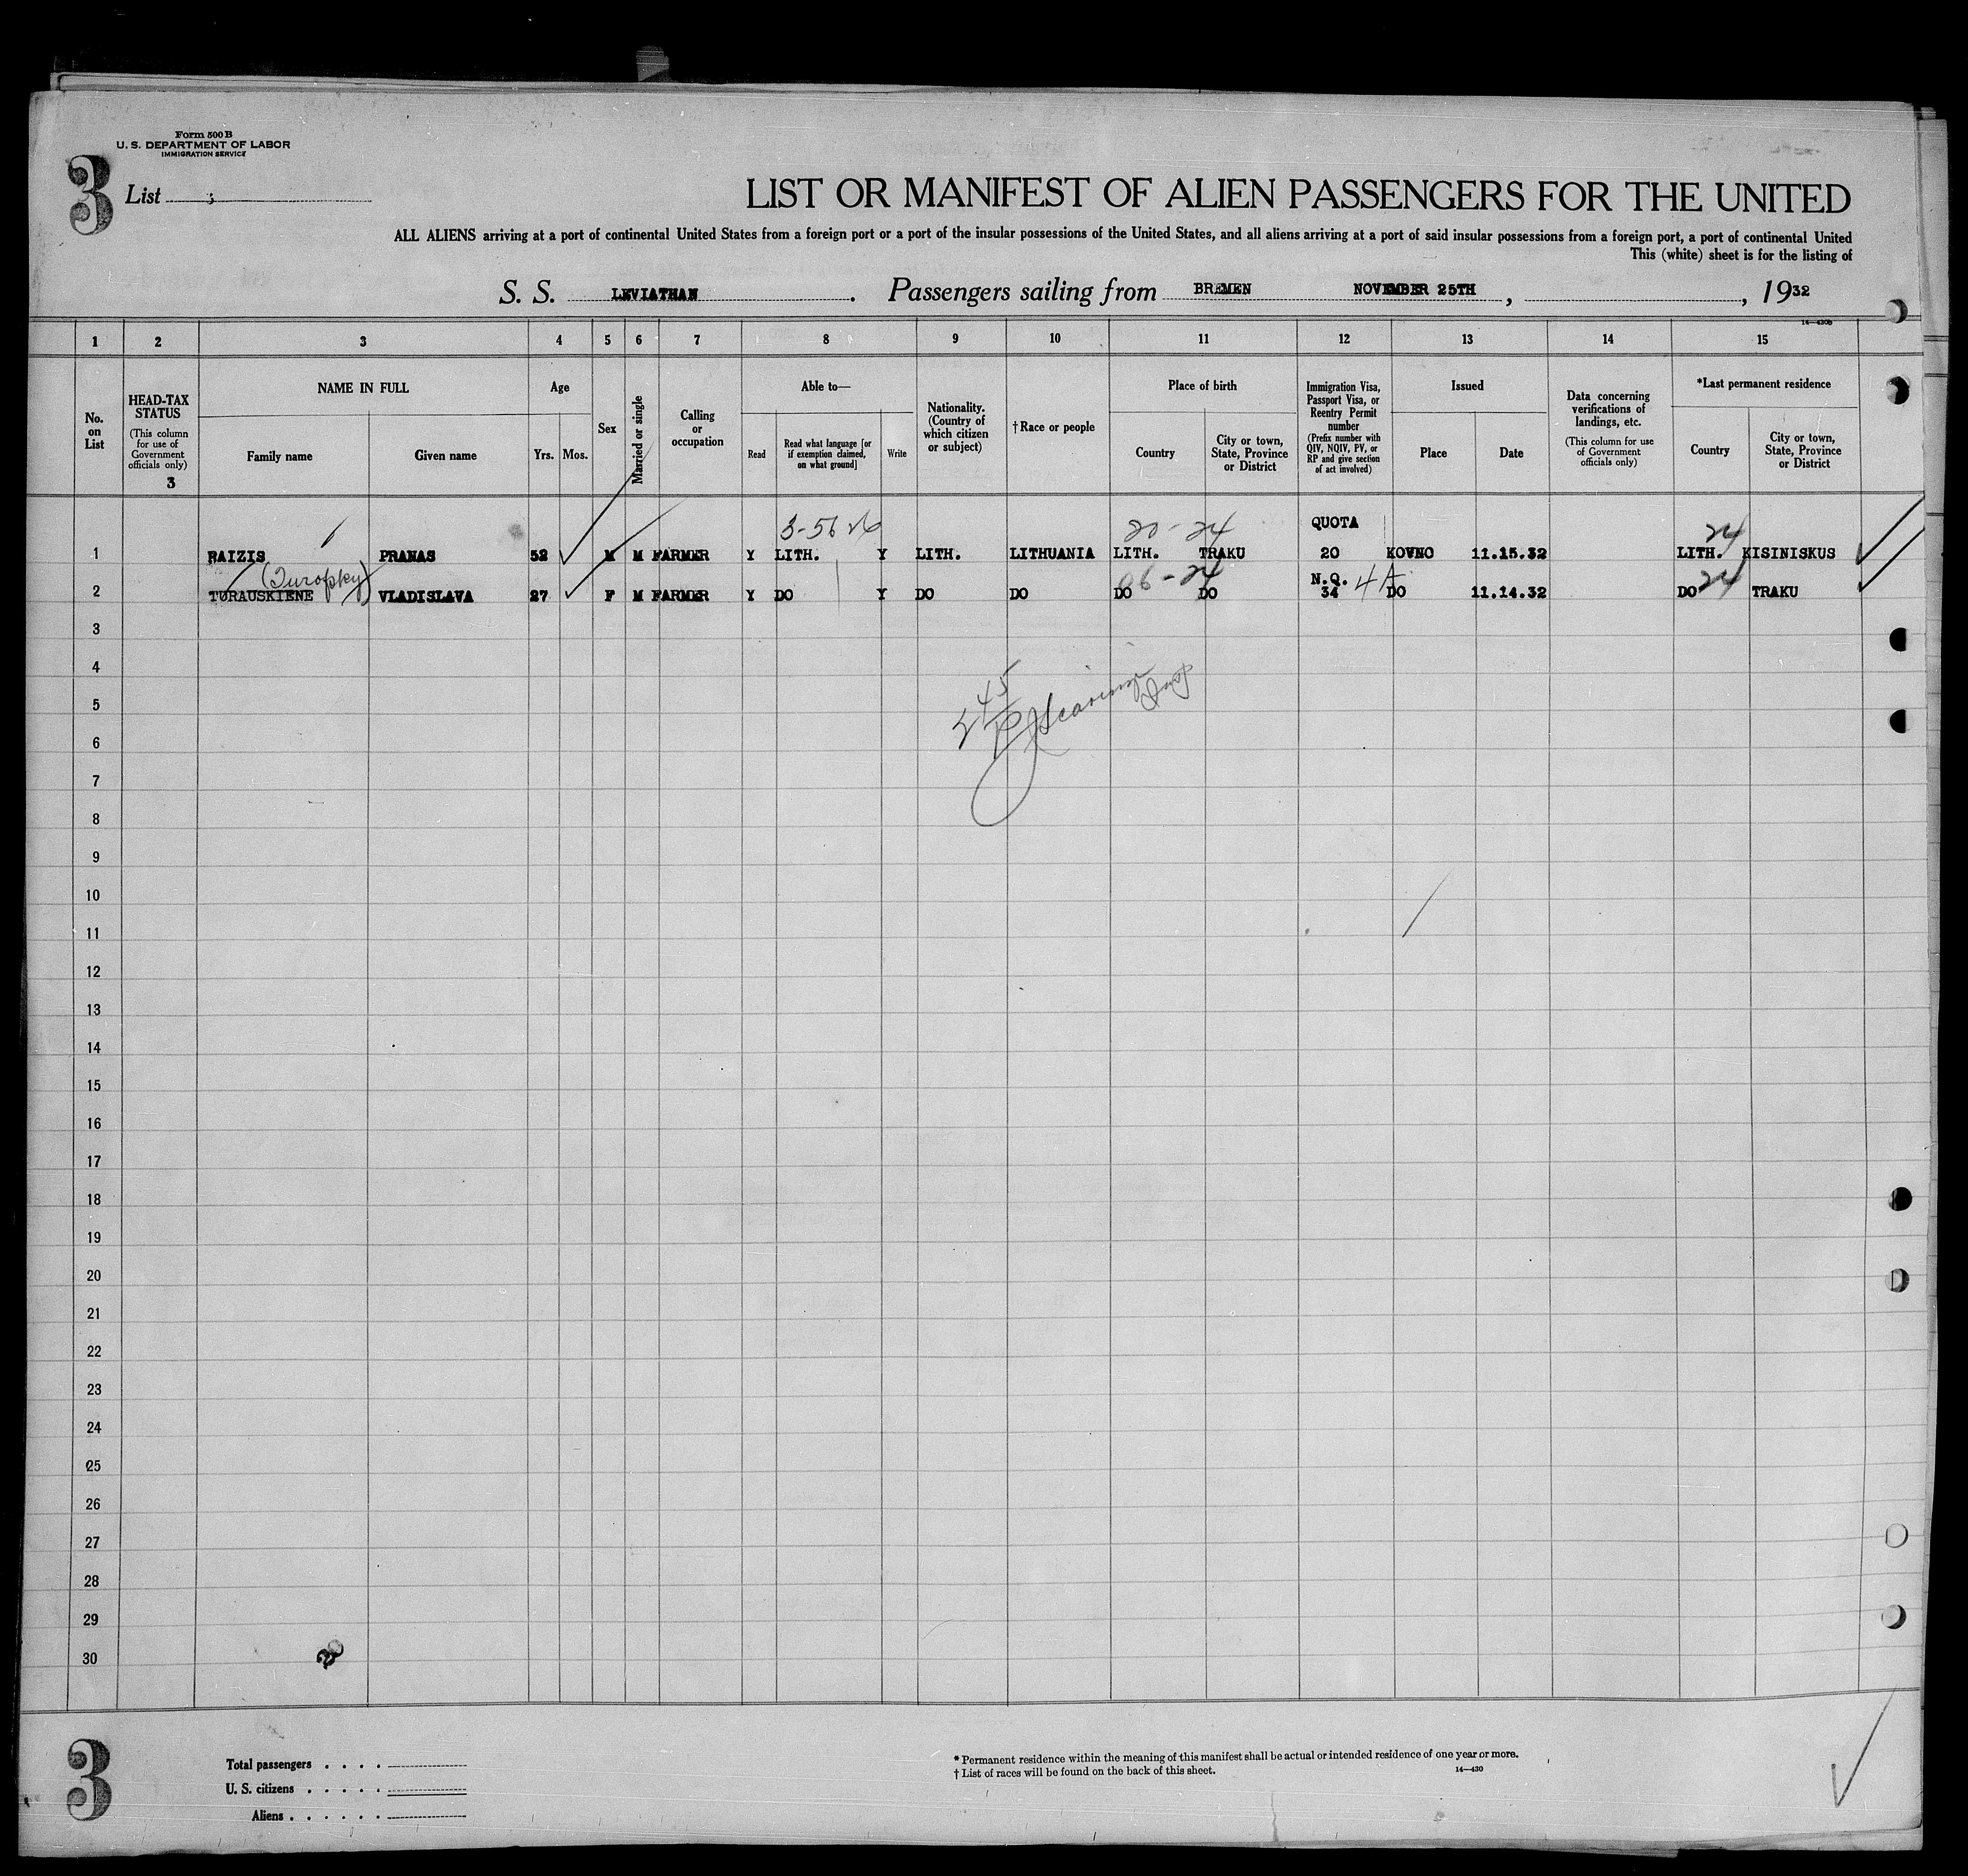 Form 500 B
U. S. DEPARTMENT OF LABOR
IMMIGRATION SERVICE
3
List 3
LIST OR MANIFEST OF ALIEN PASSENGERS FOR THE UNITED
ALL ALIENS arriving at a port of continental United States from a foreign port or a port of the insular possessions of the United States, and all aliens arriving at a port of said insular possessions from a foreign port, a port of continental United
This (white) sheet is for the listing of
S. S. LEVIATHAN. Passengers sailing from BREMEN NOVEMBER 25TH, , 1932
14—430b
1 2 3 4 5 6 7 8 9 10 11 12 13 14 15
No. on List
HEAD-TAX STATUS (This column for use of Government officials only)
3
NAME IN FULL
Family name
Given name
Age
Yrs.
Mos.
Sex
Married or single
Calling or occupation
Able to—
Read
Read what language [or if exemption claimed, on what ground]
Write
Nationality. (Country of which citizen or subject)
†Race or people
Place of birth
Country
City or town, State, Province or District
Immigration Visa, Passport Visa, or Reentry Permit number (Prefix number with QIV, NQIV, PV, or RP and give section of act involved)
Issued
Place
Date
Data concerning verifications of landings, etc. (This column for use of Government officials only)
*Last permanent residence
Country
City or town, State, Province or District
20-24 QUOTA 24
1 RAIZIS PRANAS 52 M M FARMER Y LITH. Y LITH. LITHUANIA LITH. TRAKU 20 KOVNO 11.15.32 LITH. KISINISKUS
06-24 N.Q. 4A 24
2 TURAUSKIENE VLADISLAVA 27 F M FARMER Y DO Y DO DO DO DO 34 DO 11.14.32 DO TRAKU
3
4
5
6
7
8
9
10
11
12
13
14
15
16
17
18
19
20
21
22
23
24
25
26
27
28
29
30
3
Total passengers . . . .
U. S. citizens . . . . .
Aliens . . . . . .
* Permanent residence within the meaning of this manifest shall be actual or intended residence of one year or more.
† List of races will be found on the back of this sheet.
14—430